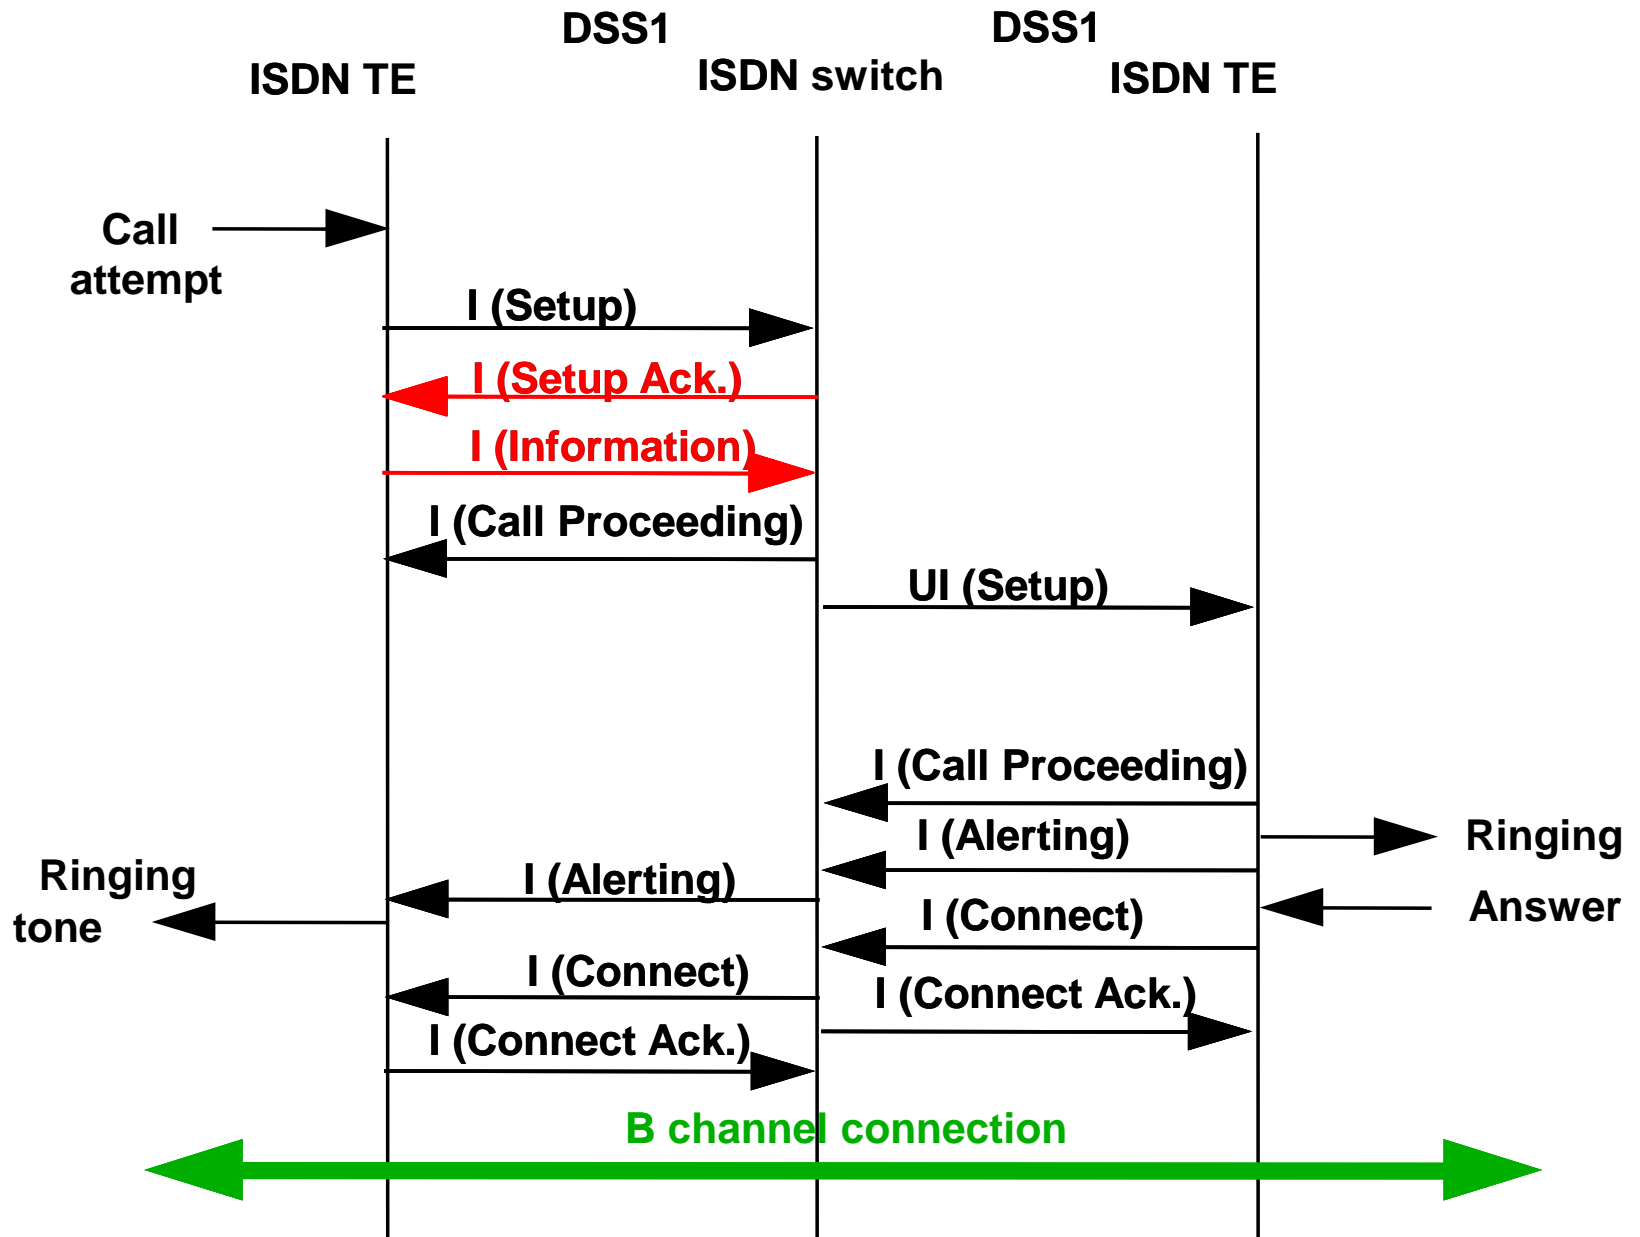 DSS1
DSS1
ISDN TE
ISDN switch
ISDN TE
Call
attempt
I (Setup)
I (Setup Ack.)
I (Information)
I (Call Proceeding)
UI (Setup)
I (Call Proceeding)
I (Alerting)
Ringing
Ringing
tone
I (Alerting)
Answer
I (Connect)
I (Connect)
I (Connect Ack.)
I (Connect Ack.)
B channel connection